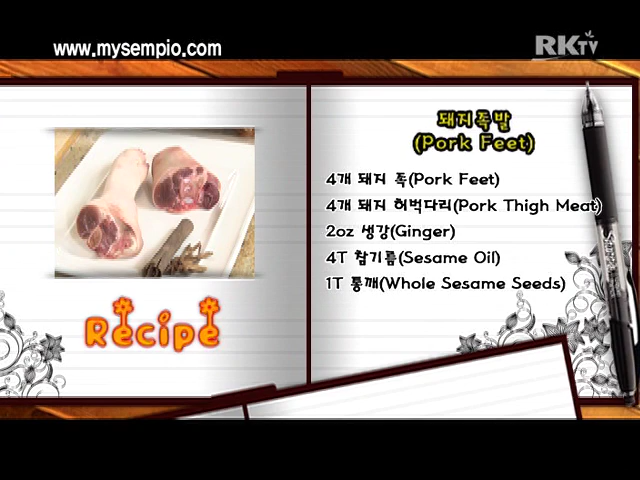 www.mysempio.com
RKTV
돼지족발
(Pork Feet)
4개 돼지 족(Pork Feet)
4개 돼지 허벅다리(Pork Thigh Meat)
2oz 생강(Ginger)
4T 참기름(Sesame Oil)
1T 통깨(Whole Sesame Seeds)
Recipe